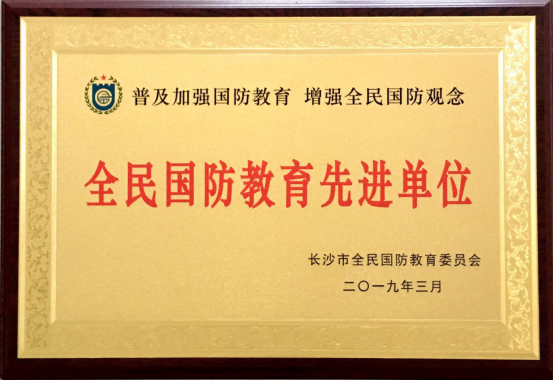 普及加强国防教育 增强全民国防观念
全民国防教育先进单位
长沙市全民国防教育委员会
二〇一九年三月